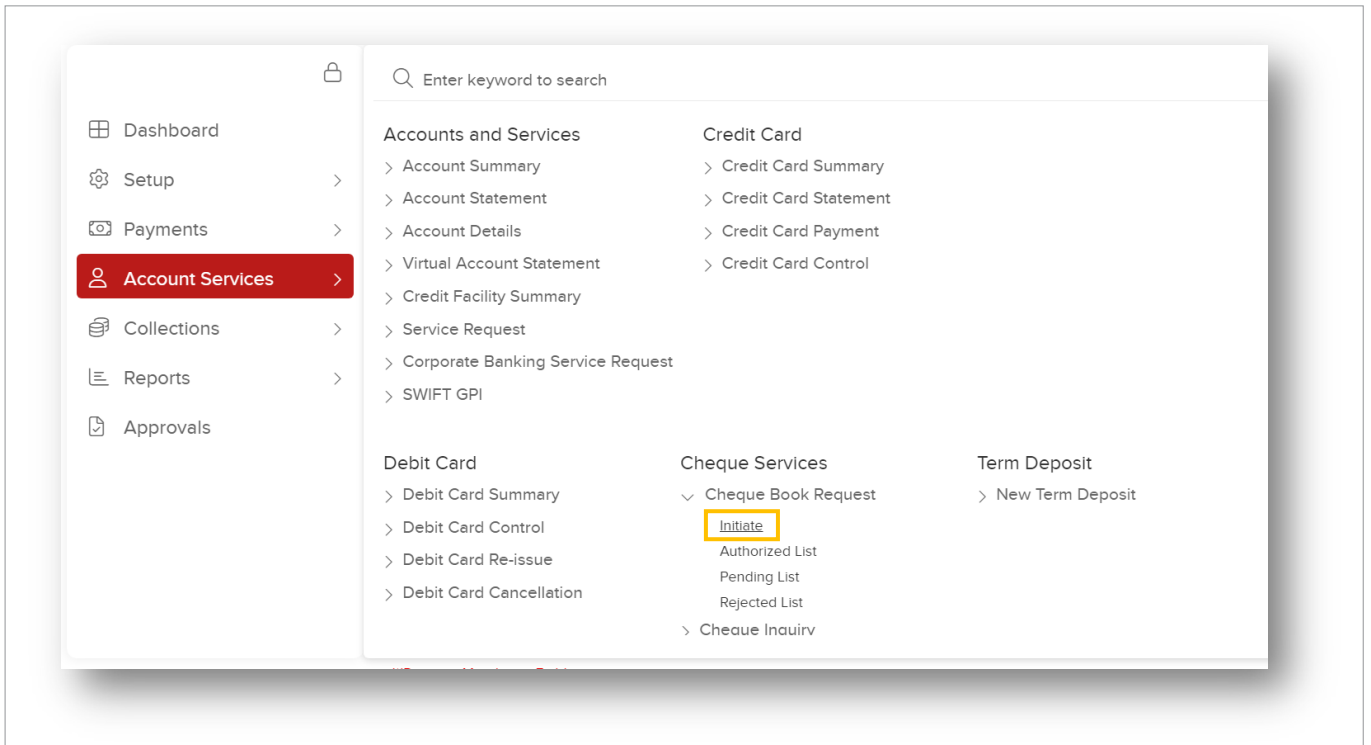 Enter keyword to search
Dashboard
Setup
Payments
Account Services
Collections
Reports
Approvals
Accounts and Services
Account Summary
Account Statement
Account Details
Virtual Account Statement
Credit Facility Summary
Service Request
Corporate Banking Service Request
SWIFT GPI
Credit Card
Credit Card Summary
Credit Card Statement
Credit Card Payment
Credit Card Control
Debit Card
Debit Card Summary
Debit Card Control
Debit Card Re-issue
Debit Card Cancellation
Cheque Services
Cheque Book Request
Initiate
Authorized List
Pending List
Rejected List
Cheque Inquiry
Term Deposit
New Term Deposit